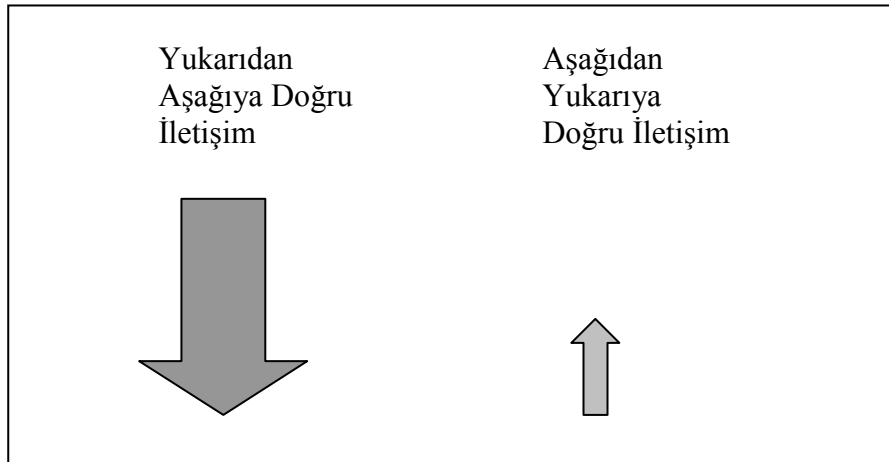 Yukarıdan
Aşağıya Doğru
İletişim
Aşağıdan
Yukarıya
Doğru İletişim